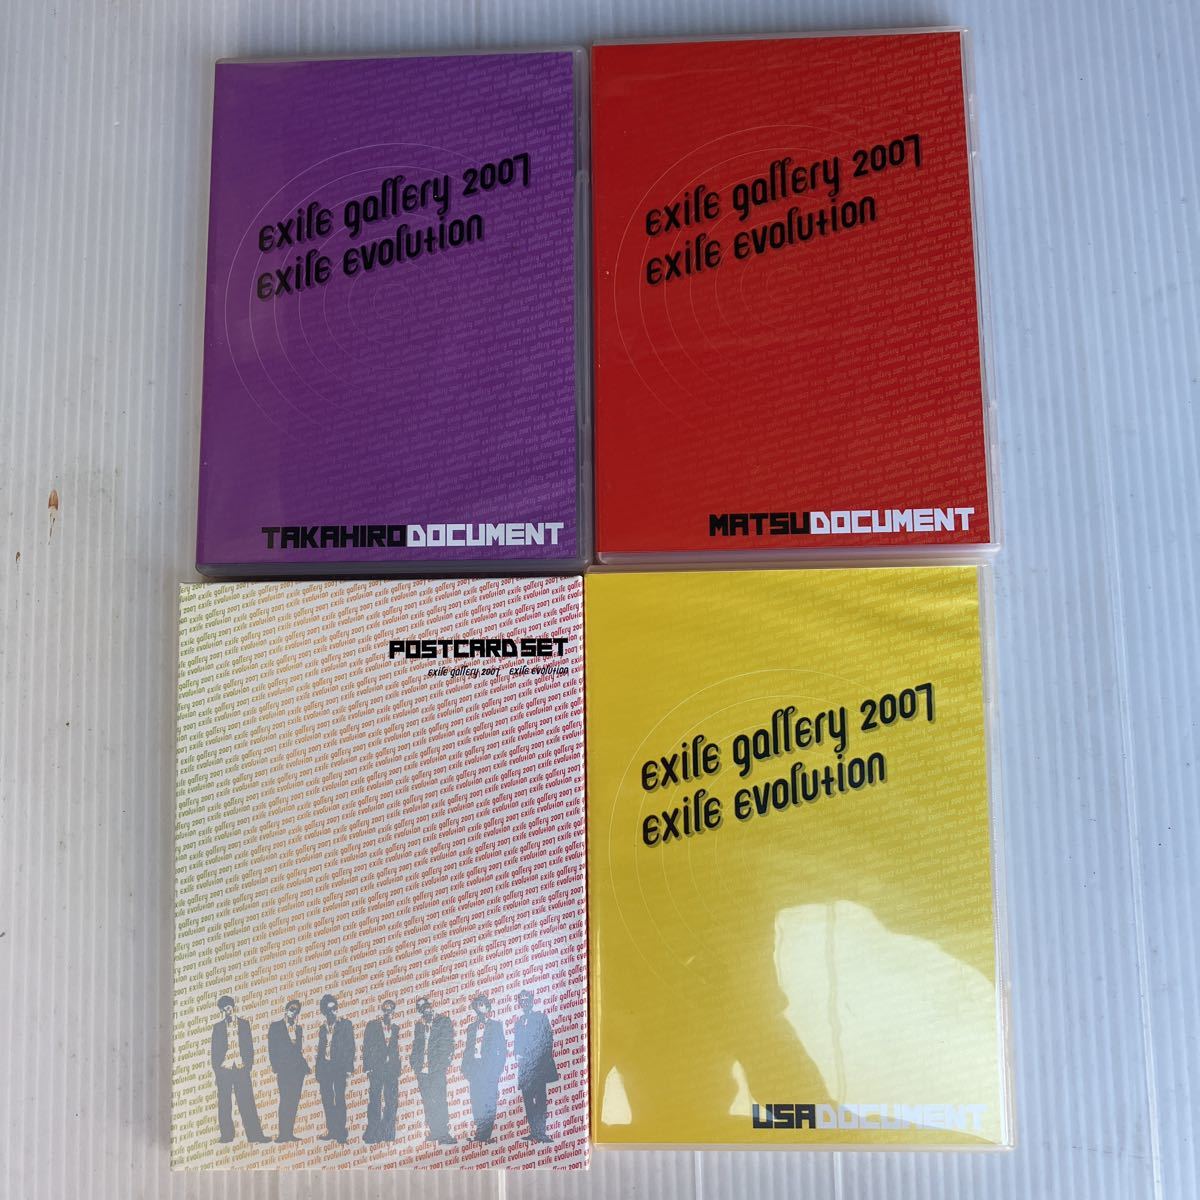 exile gallery 2007
exile evolution
TAKAHIRODOCUMENT
exile gallery 2007
exile evolution
MATSUDOCUMENT
POSTCARD SET
exile gallery 2007 exile evolution
exile gallery 2007
exile evolution
USADOCUMENT